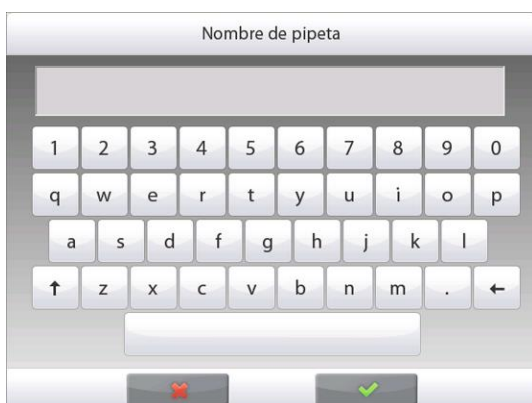 Nombre de pipeta
1 2 3 4 5 6 7 8 9 0
q w e r t y u i o p
a s d f g h j k l
↑ z x c v b n m . ←